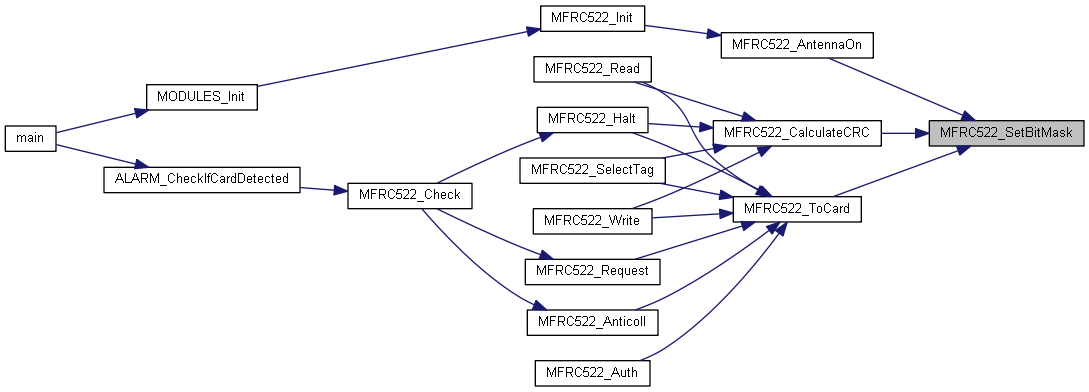 MFRC522_Init
MFRC522_AntennaOn
MFRC522_Read
MODULES_Init
MFRC522_Halt
main
MFRC522_CalculateCRC
MFRC522_SetBitMask
MFRC522_SelectTag
ALARM_CheckIfCardDetected
MFRC522_Check
MFRC522_ToCard
MFRC522_Write
MFRC522_Request
MFRC522_Anticoll
MFRC522_Auth